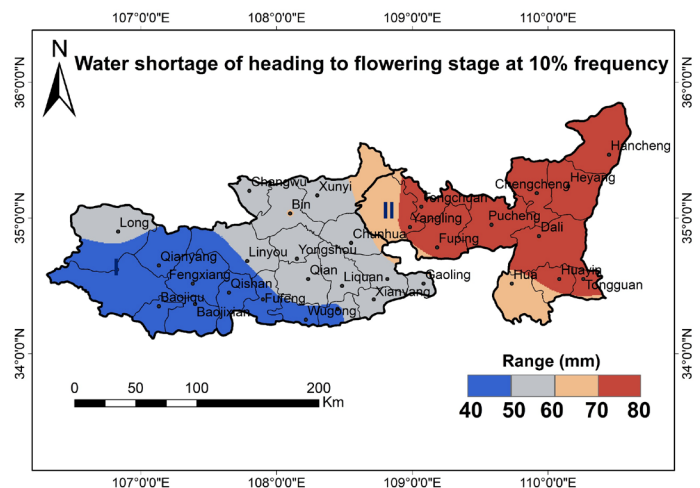 107°0'0"E 108°0'0"E 109°0'0"E 110°0'0"E
N
Water shortage of heading to flowering stage at 10% frequency
36°0'0"N
36°0'0"N
Hancheng
Changwu
Xunyi
Chengcheng
Heyang
Bin
Tongchuan
II
Yangling
Pucheng
35°0'0"N
35°0'0"N
Long
Chunhua
Fuping
Dali
Qianyang
Linyou
Yongshou
I
Fengxiang
Qian
Liquan
Gaoling
Hua
Huayin
Qishan
Tongguan
Baojiqu
Fufeng
Xianyang
Baojixian
Wugong
34°0'0"N
34°0'0"N
Range (mm)
40 50 60 70 80
0 50 100 200
Km
107°0'0"E 108°0'0"E 109°0'0"E 110°0'0"E